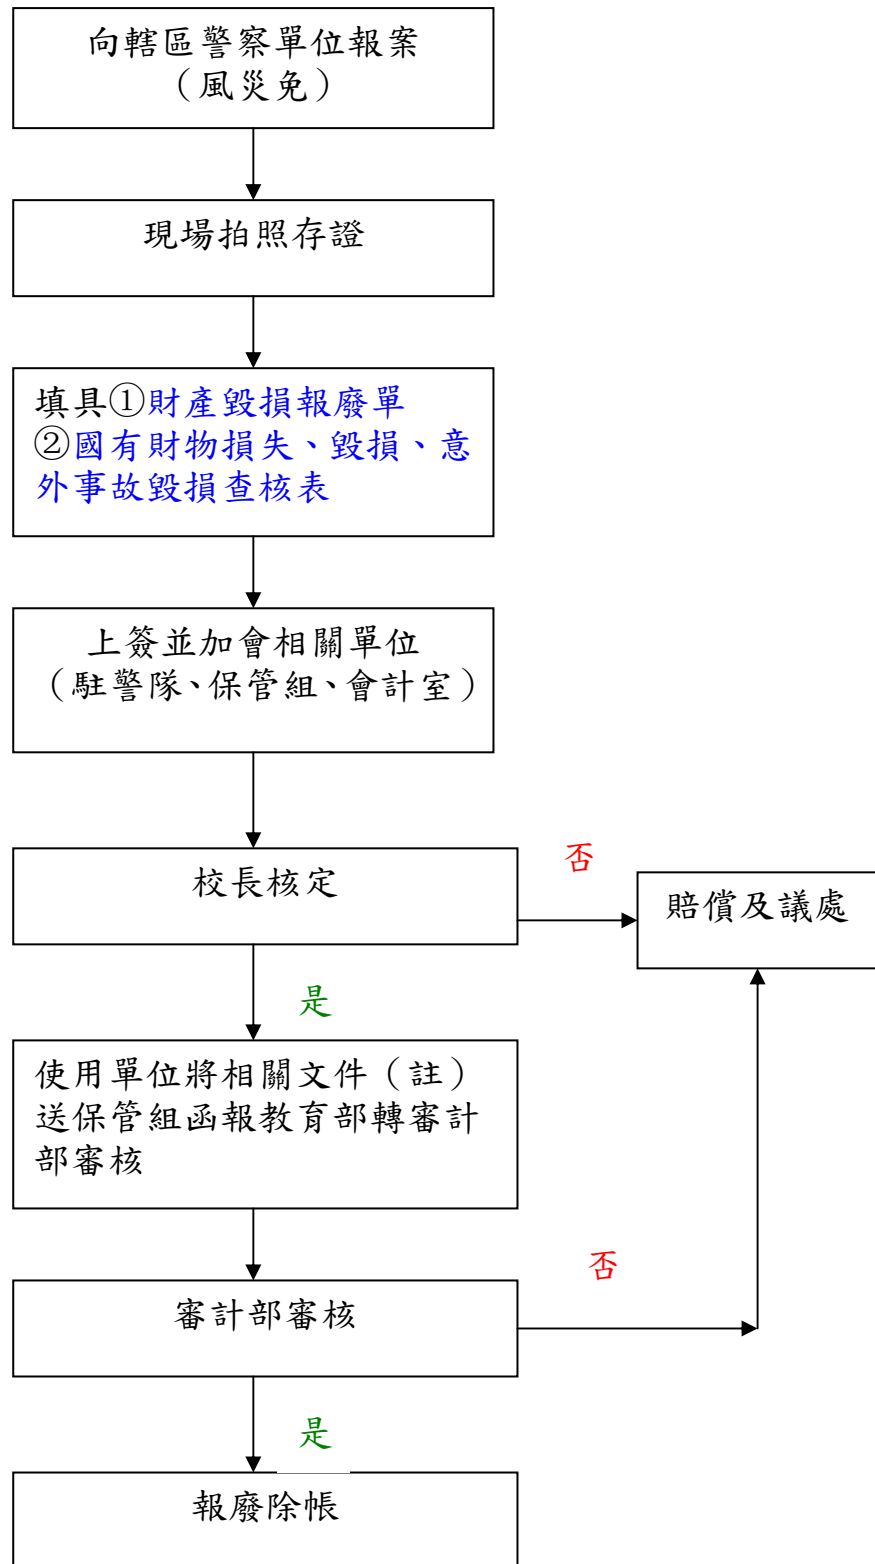 向轄區警察單位報案
（風災免）
現場拍照存證
填具①財產毀損報廢單
②國有財物損失、毀損、意
外事故毀損查核表
上簽並加會相關單位
（駐警隊、保管組、會計室）
校長核定
否
賠償及議處
是
使用單位將相關文件（註）
送保管組函報教育部轉審計
部審核
否
審計部審核
是
報廢除帳